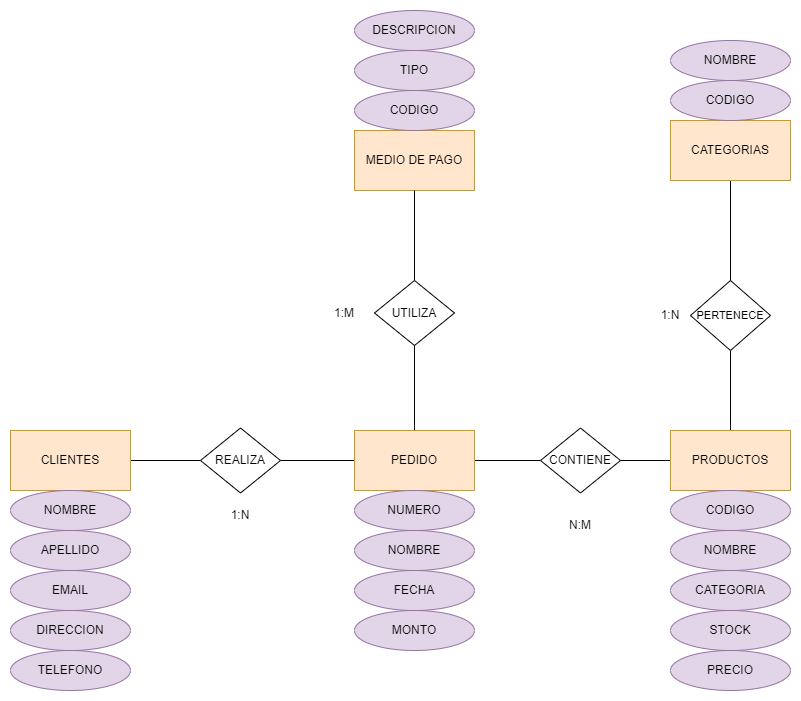 DESCRIPCION
TIPO
CODIGO
MEDIO DE PAGO
NOMBRE
CODIGO
CATEGORIAS
1:M
UTILIZA
1:N
PERTENECE
CLIENTES
REALIZA
PEDIDO
CONTIENE
PRODUCTOS
1:N
N:M
NOMBRE
APELLIDO
EMAIL
DIRECCION
TELEFONO
NUMERO
NOMBRE
FECHA
MONTO
CODIGO
NOMBRE
CATEGORIA
STOCK
PRECIO